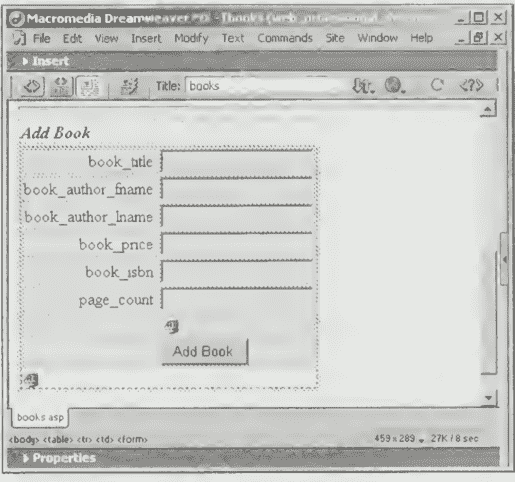 Macromedia Dreamweaver
File Edit View Insert Modify Text Commands Site Window Help
Insert
Title: books
Add Book
book_title
book_author_fname
book_author_lname
book_price
book_isbn
page_count
Add Book
books.asp
<body> <table> <tr> <td> <form> 459 x 289 27K / 8 sec
Properties